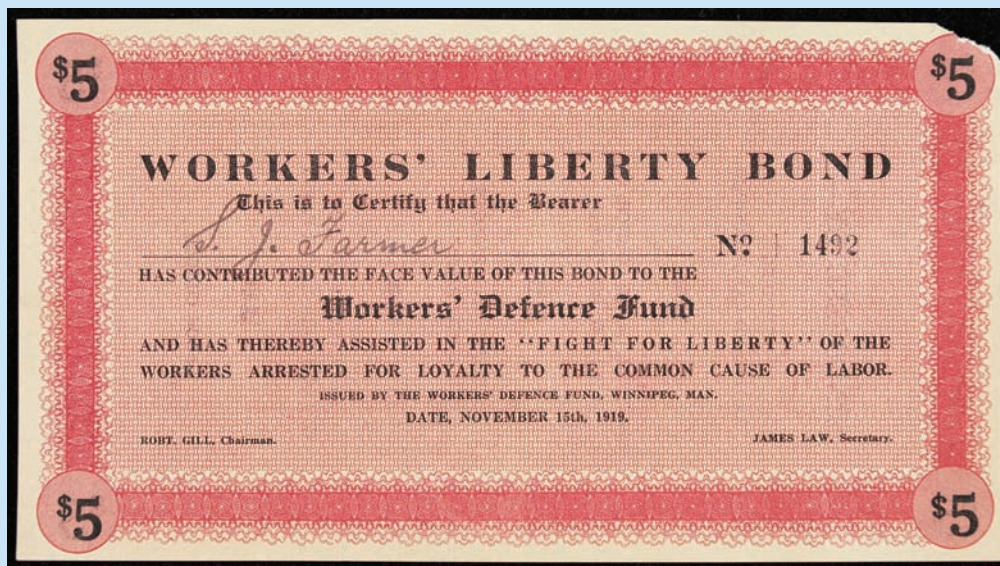 $5 $5
WORKERS' LIBERTY BOND
This is to Certify that the Bearer
S. J. Farmer
No 1492
HAS CONTRIBUTED THE FACE VALUE OF THIS BOND TO THE
Workers' Defence Fund
AND HAS THEREBY ASSISTED IN THE "FIGHT FOR LIBERTY" OF THE
WORKERS ARRESTED FOR LOYALTY TO THE COMMON CAUSE OF LABOR.
ISSUED BY THE WORKERS' DEFENCE FUND, WINNIPEG, MAN.
DATE, NOVEMBER 15th, 1919.
ROBT. GILL, Chairman. JAMES LAW, Secretary.
$5 $5